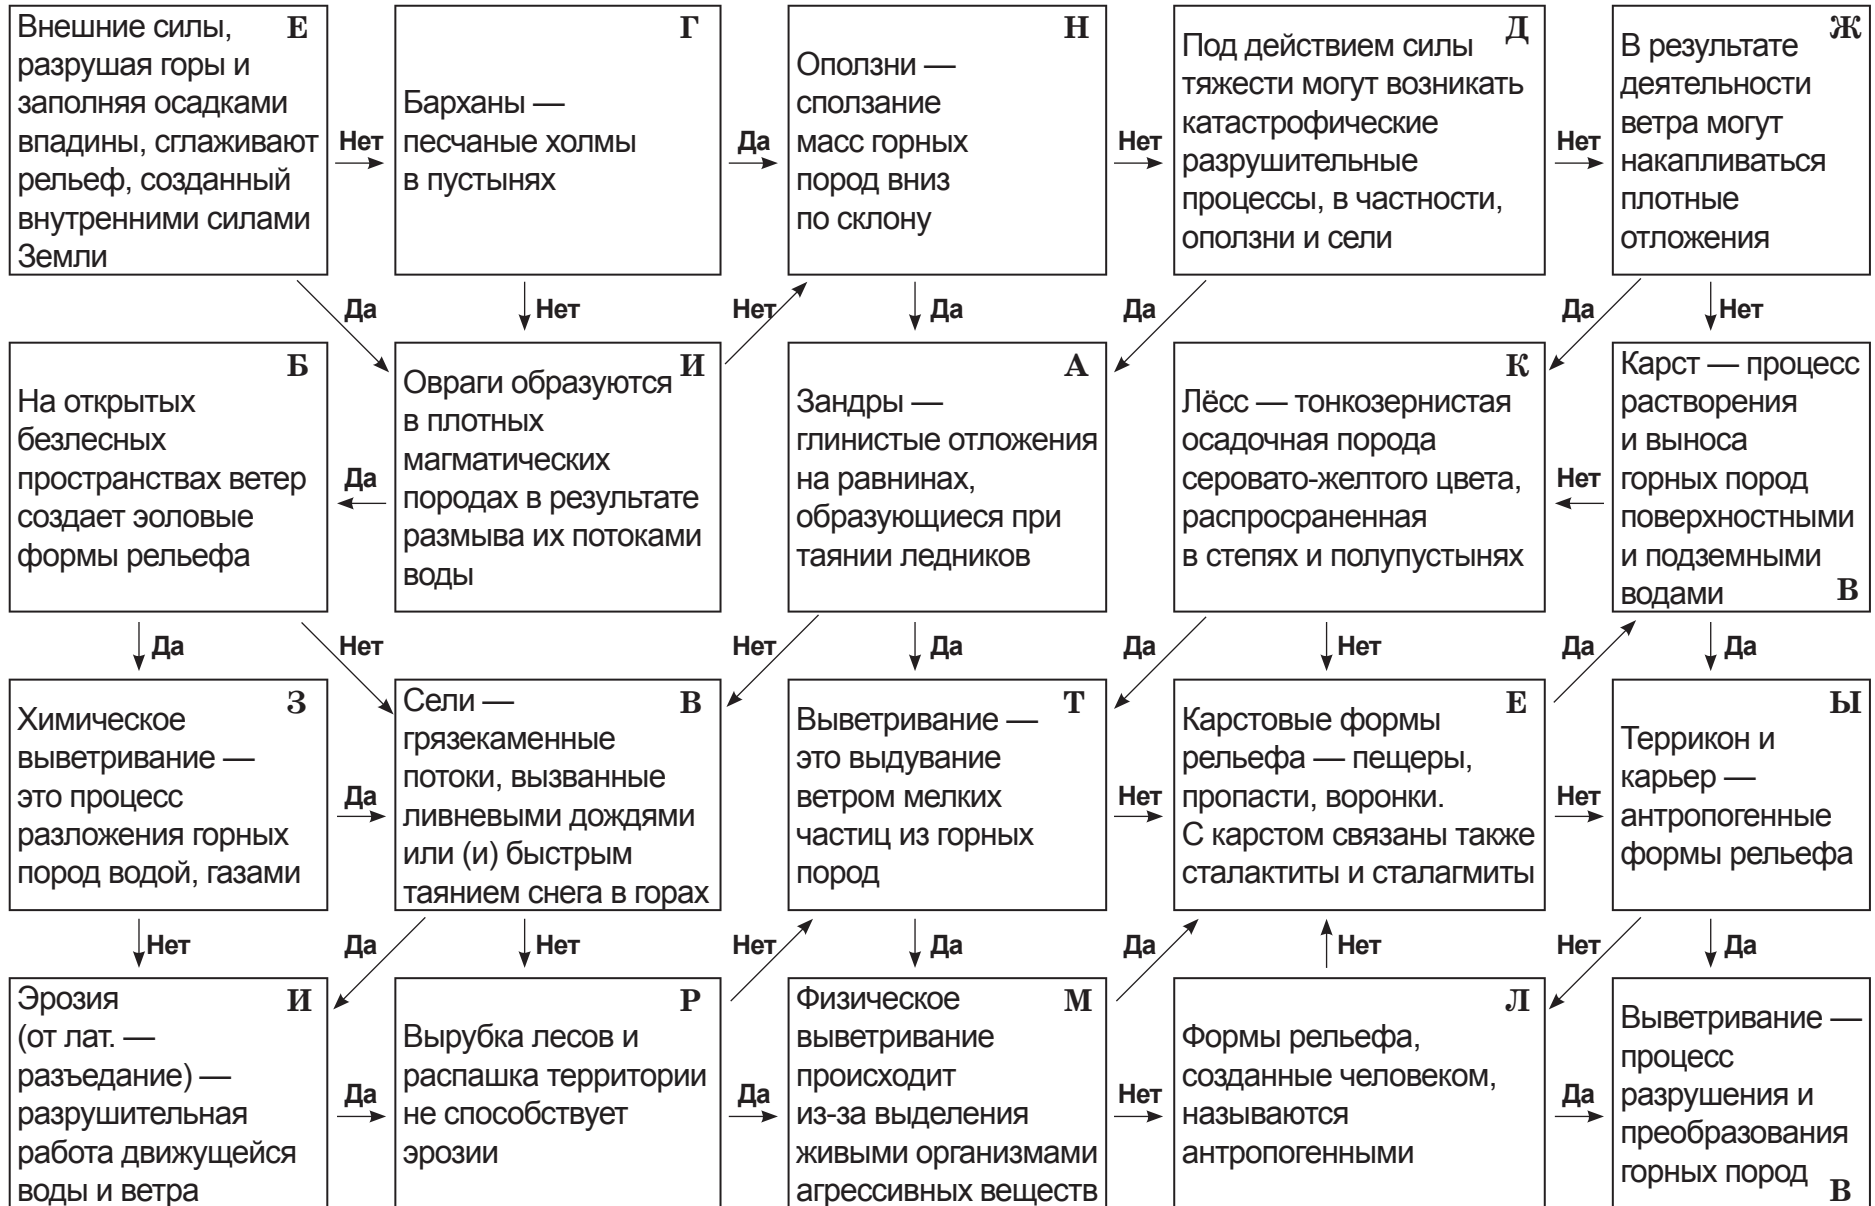 Внешние силы, Е
разрушая горы и
заполняя осадками
впадины, сглаживают
рельеф, созданный
внутренними силами
Земли
Нет
Г
Барханы —
песчаные холмы
в пустынях
Да
Н
Оползни —
сползание
масс горных
пород вниз
по склону
Нет
Д
Под действием силы
тяжести могут возникать
катастрофические
разрушительные
процессы, в частности,
оползни и сели
Нет
Ж
В результате
деятельности
ветра могут
накапливаться
плотные
отложения
Да
Нет
Нет
Да
Да
Да
Нет
Б
На открытых
безлесных
пространствах ветер
создает эоловые
формы рельефа
Да
И
Овраги образуются
в плотных
магматических
породах в результате
размыва их потоками
воды
А
Зандры —
глинистые отложения
на равнинах,
образующиеся при
таянии ледников
К
Лёсс — тонкозернистая
осадочная порода
серовато-желтого цвета,
распросраненная
в степях и полупустынях
Нет
Карст — процесс
растворения
и выноса
горных пород
поверхностными
и подземными
водами В
Да
Нет
Нет
Да
Да
Нет
Да
Да
З
Химическое
выветривание —
это процесс
разложения горных
пород водой, газами
Да
Сели — В
грязекаменные
потоки, вызванные
ливневыми дождями
или (и) быстрым
таянием снега в горах
Т
Выветривание —
это выдувание
ветром мелких
частиц из горных
пород
Нет
Е
Карстовые формы
рельефа — пещеры,
пропасти, воронки.
С карстом связаны также
сталактиты и сталагмиты
Нет
Ы
Террикон и
карьер —
антропогенные
формы рельефа
Нет
Да
Нет
Нет
Да
Да
Нет
Нет
Да
Эрозия И
(от лат. —
разъедание) —
разрушительная
работа движущейся
воды и ветра
Да
Р
Вырубка лесов и
распашка территории
не способствует
эрозии
Да
Физическое М
выветривание
происходит
из-за выделения
живыми организмами
агрессивных веществ
Нет
Л
Формы рельефа,
созданные человеком,
называются
антропогенными
Да
Выветривание —
процесс
разрушения и
преобразования
горных пород
В